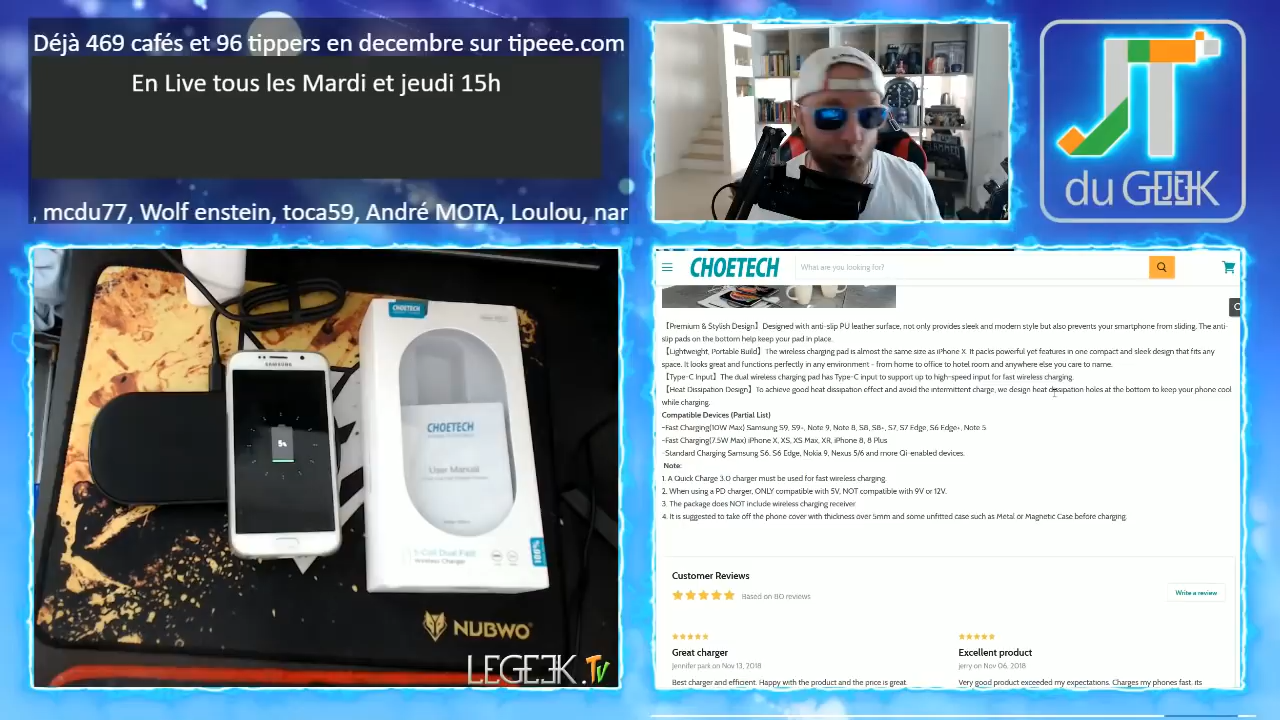 Déjà 469 cafés et 96 tippers en decembre sur tipeee.com
En Live tous les Mardi et jeudi 15h
, mcdu77, Wolf enstein, toca59, André MOTA, Loulou, nar
JT
du GEEK
SAMSUNG
CHOETECH
CHOETECH
User Manual
5-Coil Dual Fast
Wireless Charger
100%
NUBWO
LEGEEK.TV
CHOETECH
What are you looking for?
【Premium & Stylish Design】Designed with anti-slip PU leather surface, not only provides sleek and modern style but also prevents your smartphone from sliding. The anti-
slip pads on the bottom help keep your pad in place.
【Lightweight, Portable Build】The wireless charging pad is almost the same size as iPhone X. It packs powerful yet features in one compact and sleek design that fits any
space. It looks great and functions perfectly in any environment - from home to office to hotel room and anywhere else you care to name.
【Type-C Input】The dual wireless charging pad has Type-C input to support up to high-speed input for fast wireless charging.
【Heat Dissipation Design】To achieve good heat dissipation effect and avoid the intermittent charge, we design heat dissipation holes at the bottom to keep your phone cool
while charging.
Compatible Devices (Partial List)
-Fast Charging(10W Max) Samsung S9, S9+, Note 9, Note 8, S8, S8+, S7, S7 Edge, S6 Edge+, Note 5
-Fast Charging(7.5W Max) iPhone X, XS, XS Max, XR, iPhone 8, 8 Plus
-Standard Charging Samsung S6, S6 Edge, Nokia 9, Nexus 5/6 and more Qi-enabled devices.
Note:
1. A Quick Charge 3.0 charger must be used for fast wireless charging.
2. When using a PD charger, ONLY compatible with 5V, NOT compatible with 9V or 12V.
3. The package does NOT include wireless charging receiver
4. It is suggested to take off the phone cover with thickness over 5mm and some unfitted case such as Metal or Magnetic Case before charging.
Customer Reviews
Based on 80 reviews
Write a review
Great charger
Jennifer park on Nov 13, 2018
Best charger and efficient. Happy with the product and the price is great.
Excellent product
jerry on Nov 06, 2018
Very good product exceeded my expectations. Charges my phones fast, its